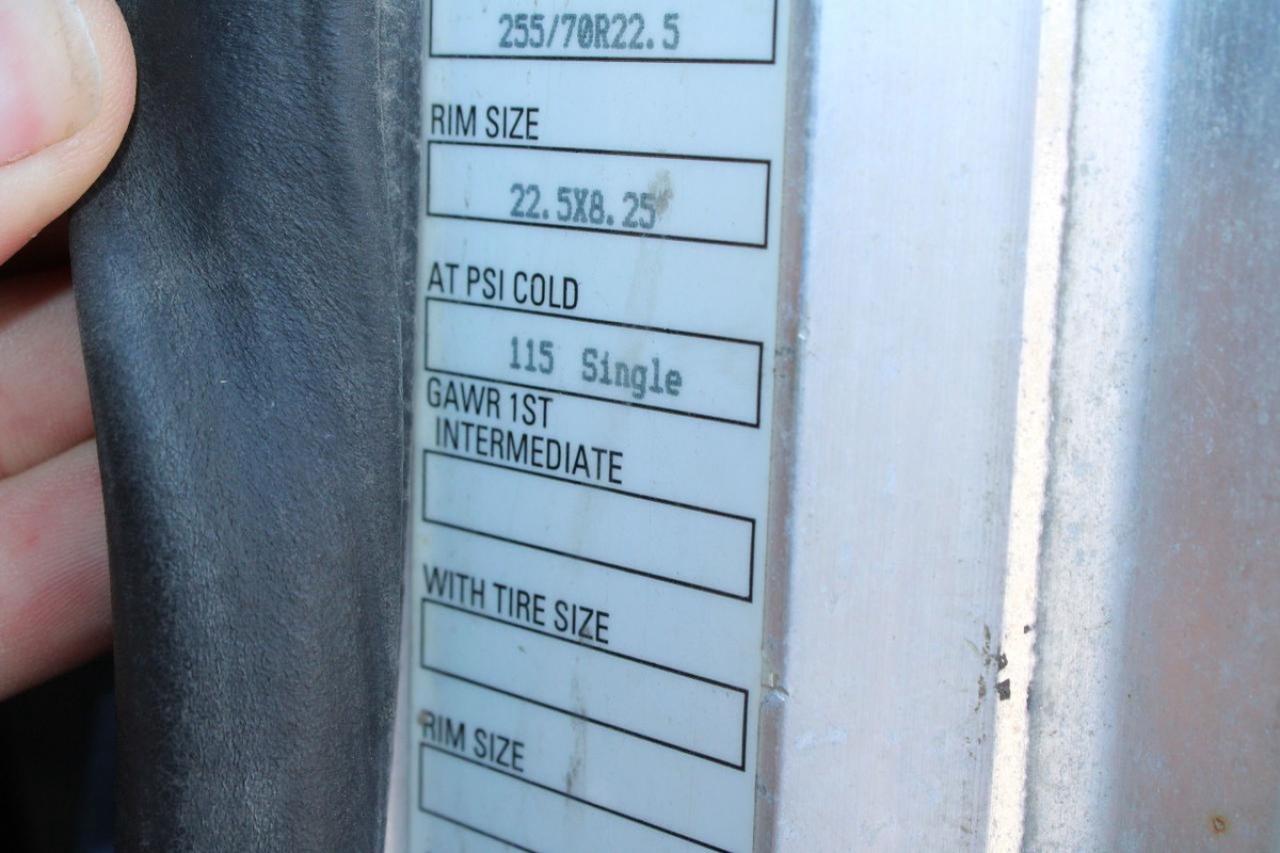 255/70R22.5
RIM SIZE
22.5X8.25
AT PSI COLD
115 Single
GAWR 1ST
INTERMEDIATE
WITH TIRE SIZE
RIM SIZE